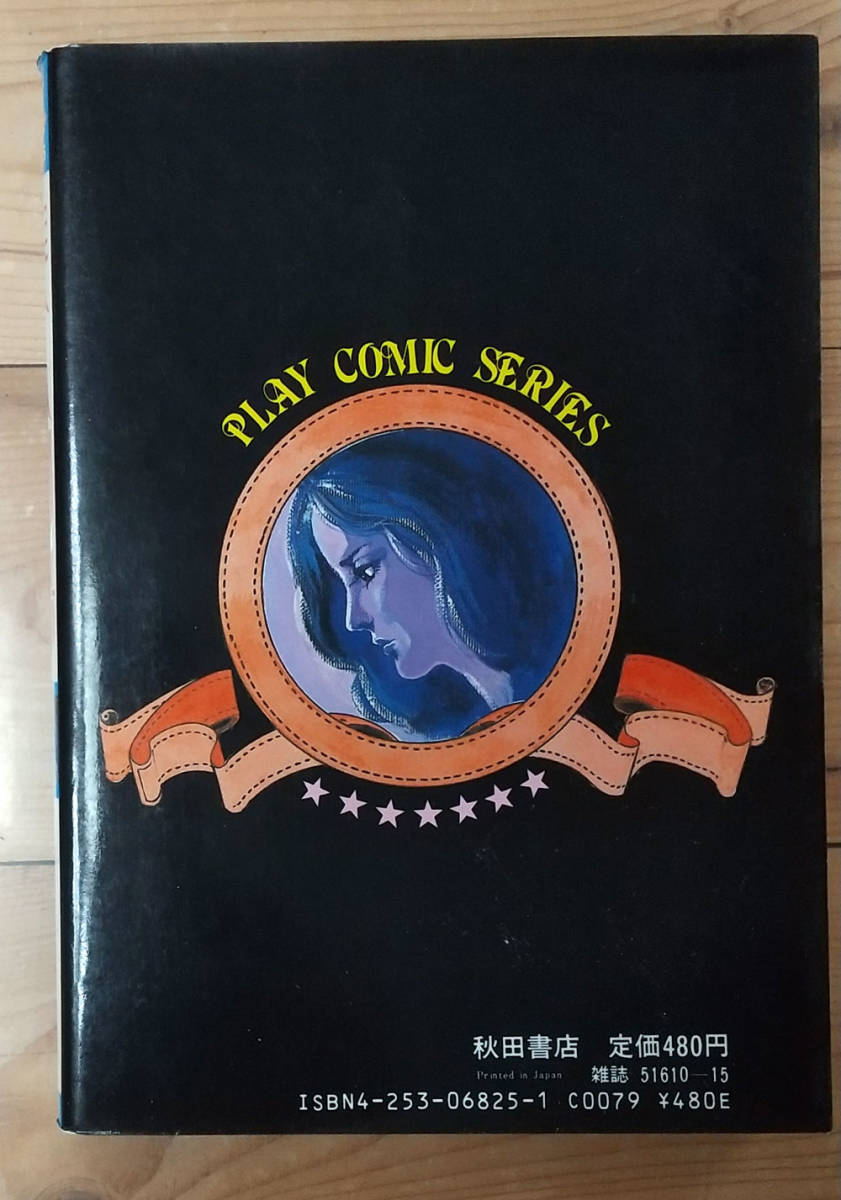 PLAY COMIC SERIES
秋田書店 定価480円
Printed in Japan 雑誌 51610-15
ISBN4-253-06825-1 C0079 ¥480E